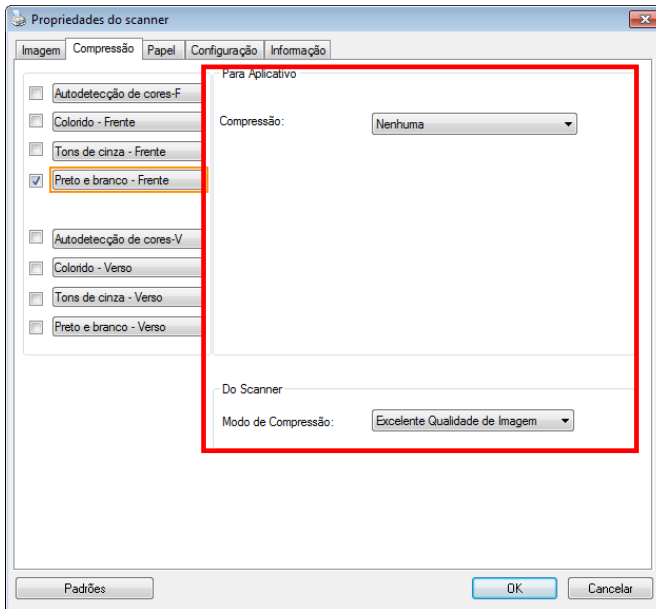 Propriedades do scanner
Imagem Compressão Papel Configuração Informação
Para Aplicativo
Autodetecção de cores-F
Colorido - Frente
Compressão: Nenhuma
Tons de cinza - Frente
Preto e branco - Frente
Autodetecção de cores-V
Colorido - Verso
Tons de cinza - Verso
Preto e branco - Verso
Do Scanner
Modo de Compressão: Excelente Qualidade de Imagem
Padrões OK Cancelar